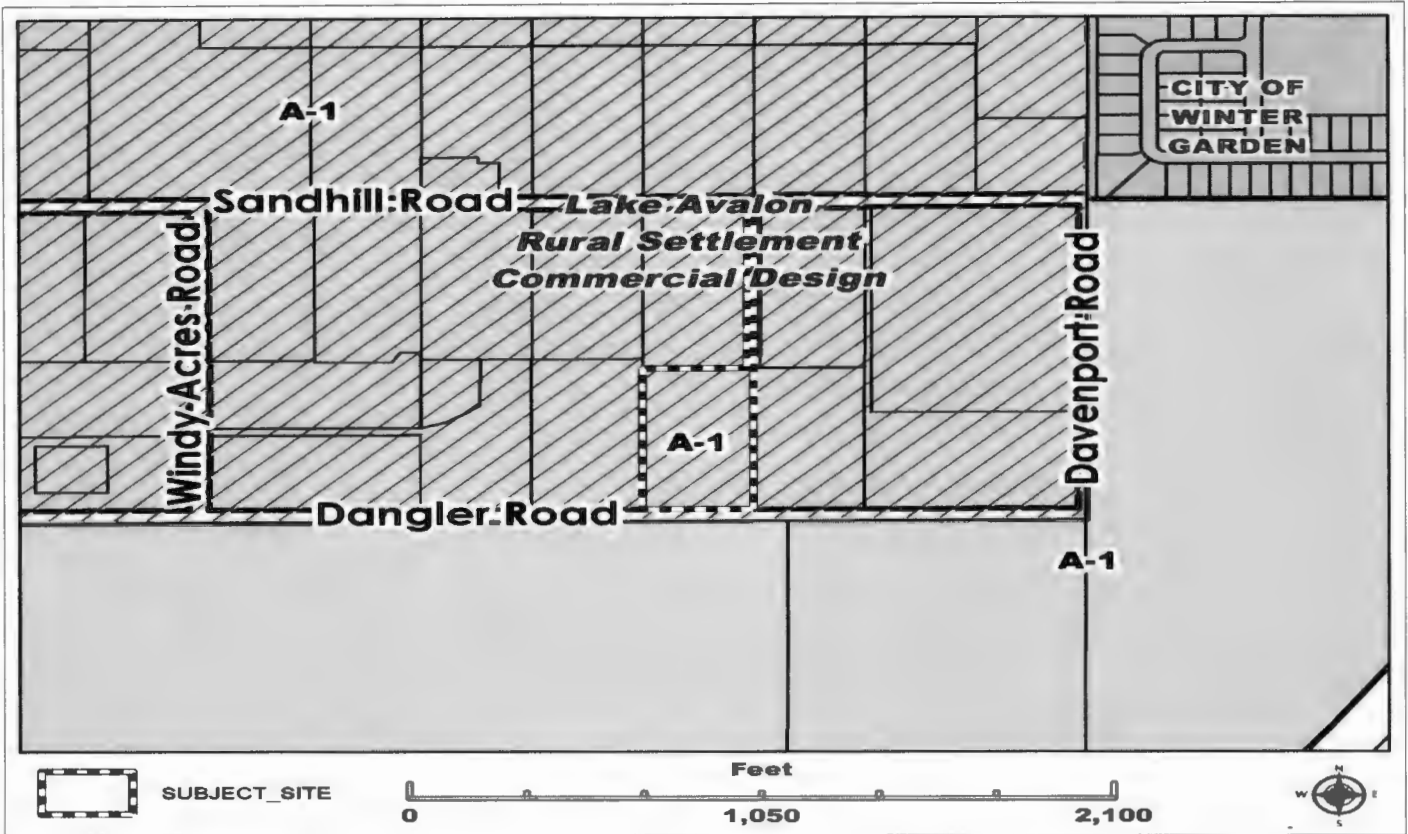 CITY OF
WINTER
GARDEN
A-1
Sandhill Road
Lake Avalon
Rural Settlement
Commercial Design
Windy Acres Road
Davenport Road
A-1
Dangler Road
A-1
SUBJECT_SITE
Feet
0
1,050
2,100
N
W
E
S